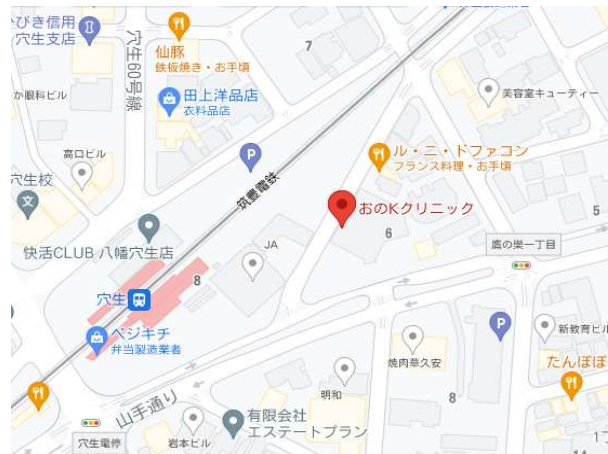 ひびき信用
穴生支店
穴生60号線
仙豚
鉄板焼き・お手頃
7
か眼科ビル
田上洋品店
衣料品店
美容室キューティー
高口ビル
P
ル・ニ・ドファコン
フランス料理・お手頃
穴生校
文
筑豊電鉄
おのKクリニック
5
快活CLUB 八幡穴生店
JA
6
鷹の巣一丁目
8
穴生
ベジキチ
弁当製造業者
P
新教育ビル
焼肉華久安
たんぽぽ
山手通り
明和
8
有限会社
エステートプラン
穴生電停
岩本ビル
14